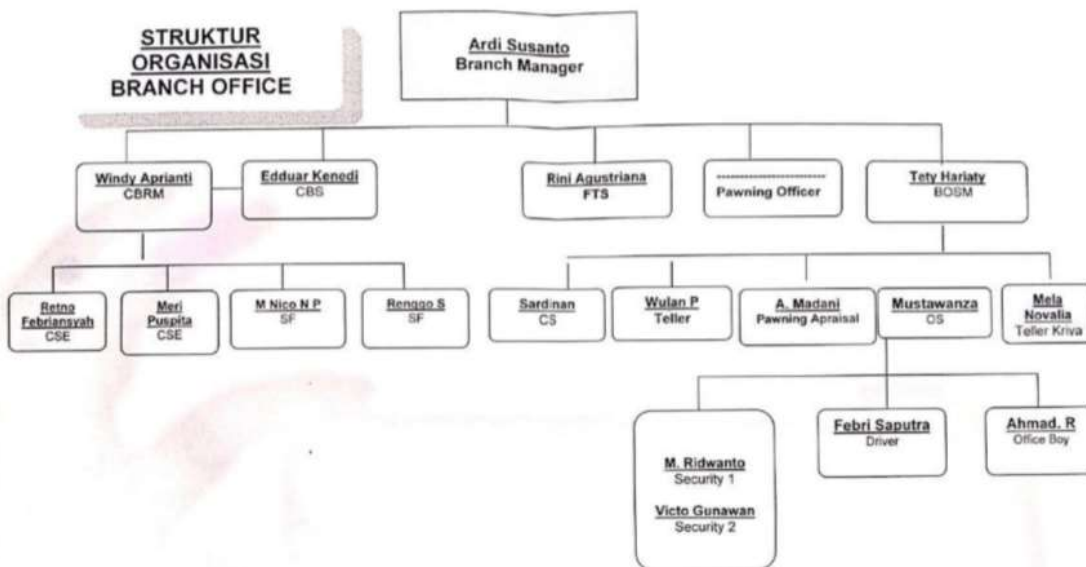 STRUKTUR
ORGANISASI
BRANCH OFFICE
Ardi Susanto
Branch Manager
Windy Aprianti
CBRM
Edduar Kenedi
CBS
Rini Agustriana
FTS
-----------------------
Pawning Officer
Tety Hariaty
BOSM
Retno
Febriansyah
CSE
Meri
Puspita
CSE
M Nico N P
SF
Renggo S
SF
Sardinan
CS
Wulan P
Teller
A. Madani
Pawning Apraisal
Mustawanza
OS
Mela
Novalia
Teller Kriva
M. Ridwanto
Security 1
Victo Gunawan
Security 2
Febri Saputra
Driver
Ahmad. R
Office Boy